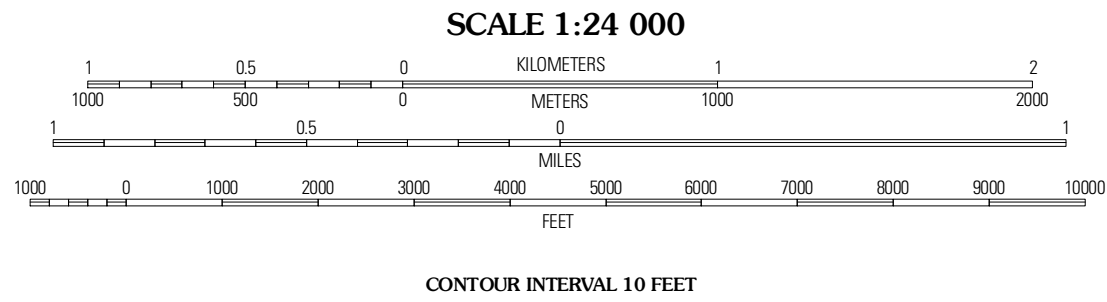 SCALE 1:24 000
1 0.5 0 KILOMETERS 1 2
1000 500 0 METERS 1000 2000
1 0.5 0 1
MILES
1000 0 1000 2000 3000 4000 5000 6000 7000 8000 9000 10000
FEET
CONTOUR INTERVAL 10 FEET